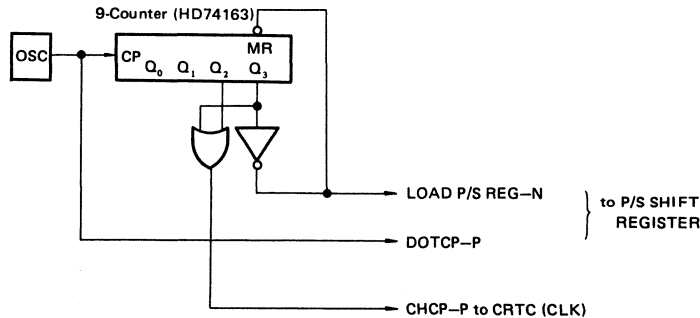 9-Counter (HD74163)
OSC
CP
MR
Q0 Q1 Q2 Q3
LOAD P/S REG–N
to P/S SHIFT
REGISTER
DOTCP–P
CHCP–P to CRTC (CLK)